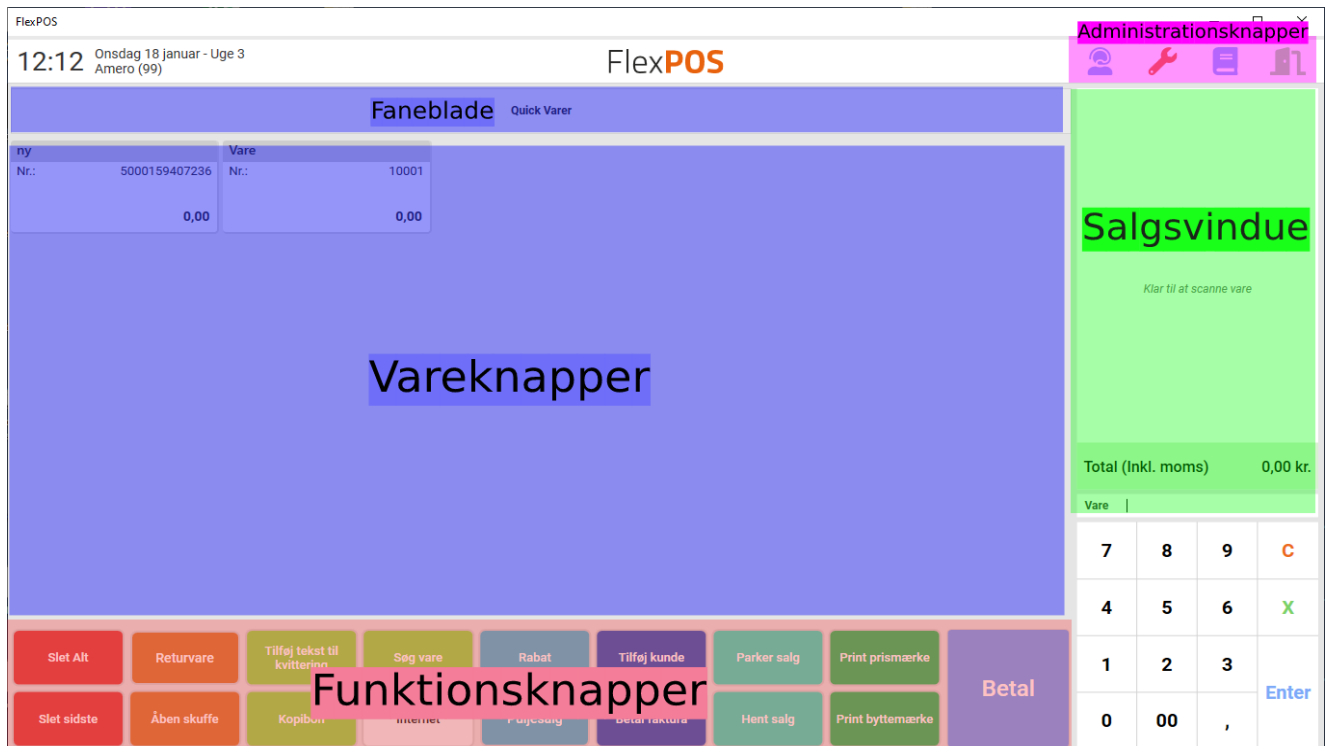 FlexPOS
12:12 Onsdag 18 januar - Uge 3
Amero (99)
FlexPOS
Administrationsknapper
Faneblade
Quick Varer
ny
Nr.: 5000159407236
0,00
Vare
Nr.: 10001
0,00
Vareknapper
Salgsvindue
Klar til at scanne vare
Total (Inkl. moms) 0,00 kr.
Vare
7 8 9 C
4 5 6 X
1 2 3 Enter
0 00 ,
Slet Alt
Returvare
Tilføj tekst til
kvittering
Søg vare
Rabat
Tilføj kunde
Parker salg
Print prismærke
Betal
Funktionsknapper
Slet sidste
Åben skuffe
Kopibon
Internet
Puljesalg
Betal faktura
Hent salg
Print byttemærke